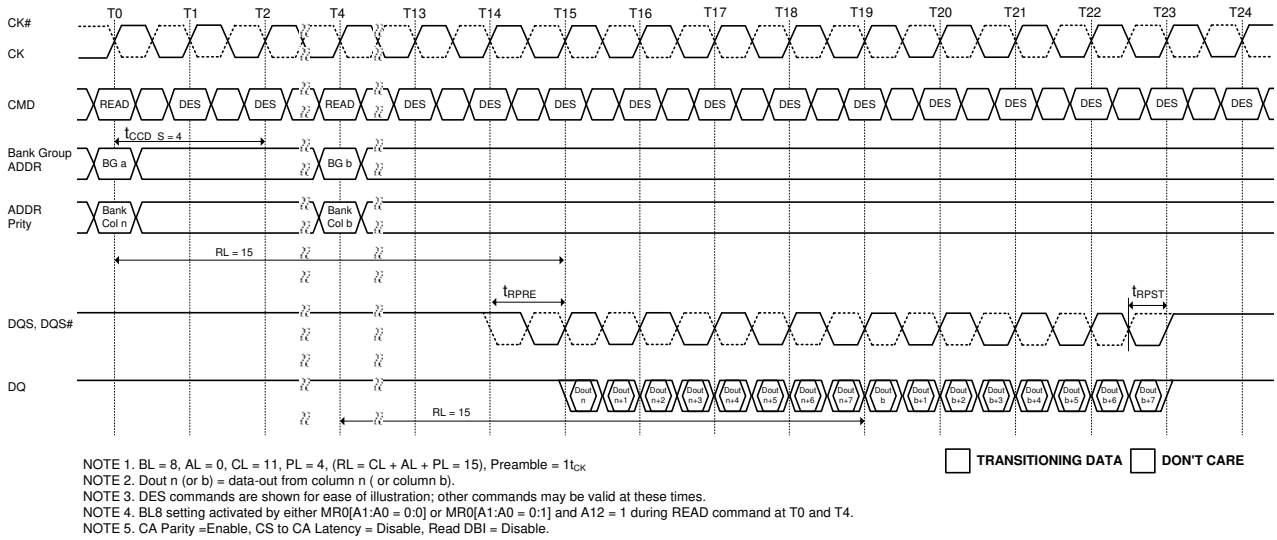 T0 T1 T2 T4 T13 T14 T15 T16 T17 T18 T19 T20 T21 T22 T23 T24
CK#
CK
CMD READ DES DES READ DES DES DES DES DES DES DES DES DES DES DES DES
tCCD_S = 4
Bank Group
ADDR
BG a BG b
ADDR
Prity
Bank
Col n
Bank
Col b
RL = 15
tRPRE tRPST
DQS, DQS#
DQ
Dout
n
Dout
n+1
Dout
n+2
Dout
n+3
Dout
n+4
Dout
n+5
Dout
n+6
Dout
n+7
Dout
b
Dout
b+1
Dout
b+2
Dout
b+3
Dout
b+4
Dout
b+5
Dout
b+6
Dout
b+7
RL = 15
TRANSITIONING DATA DON'T CARE
NOTE 1. BL = 8, AL = 0, CL = 11, PL = 4, (RL = CL + AL + PL = 15), Preamble = 1tCK
NOTE 2. Dout n (or b) = data-out from column n ( or column b).
NOTE 3. DES commands are shown for ease of illustration; other commands may be valid at these times.
NOTE 4. BL8 setting activated by either MR0[A1:A0 = 0:0] or MR0[A1:A0 = 0:1] and A12 = 1 during READ command at T0 and T4.
NOTE 5. CA Parity =Enable, CS to CA Latency = Disable, Read DBI = Disable.